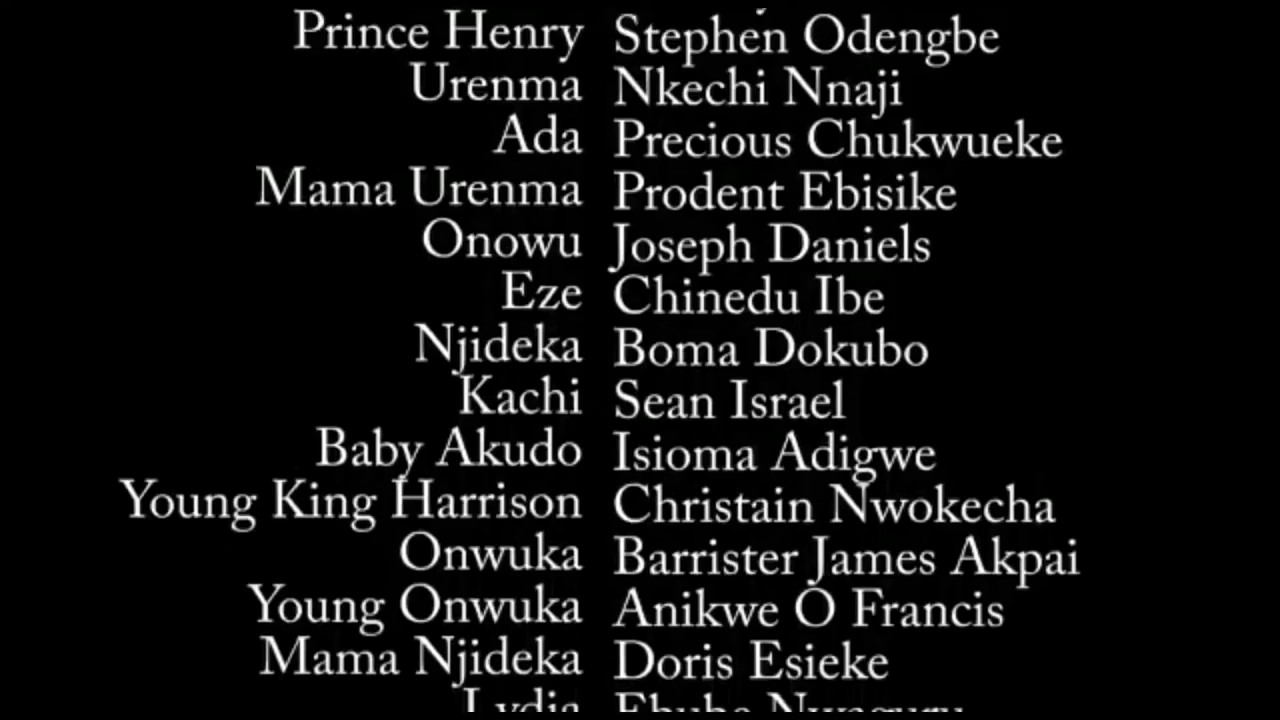 Prince Henry Stephen Odengbe
Urenma Nkechi Nnaji
Ada Precious Chukwueke
Mama Urenma Prodent Ebisike
Onowu Joseph Daniels
Eze Chinedu Ibe
Njideka Boma Dokubo
Kachi Sean Israel
Baby Akudo Isioma Adigwe
Young King Harrison Christain Nwokecha
Onwuka Barrister James Akpai
Young Onwuka Anikwe O Francis
Mama Njideka Doris Esieke
Lydia